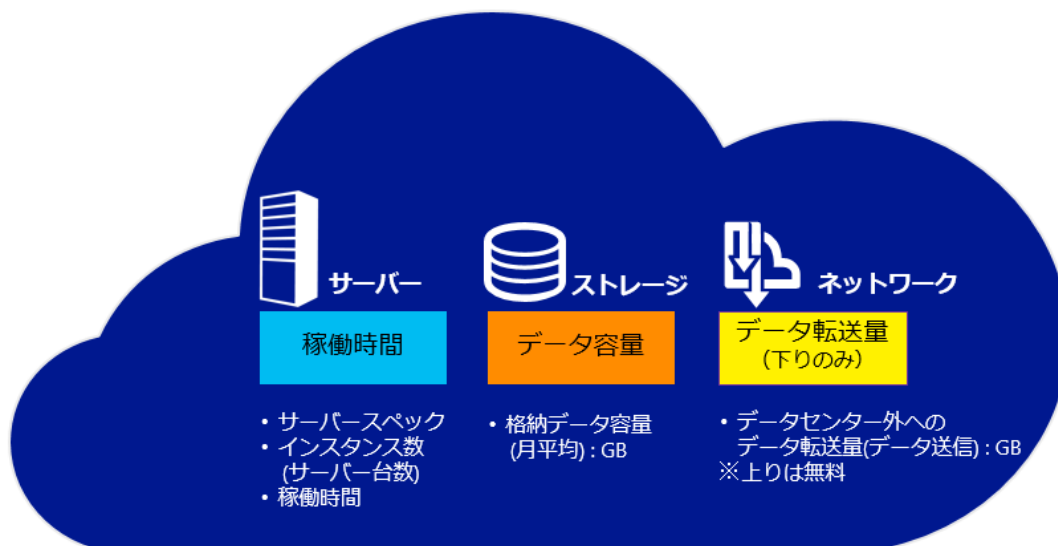 サーバー
稼働時間
・サーバースペック
・インスタンス数
(サーバー台数)
・稼働時間
ストレージ
データ容量
・格納データ容量
(月平均) : GB
ネットワーク
データ転送量
(下りのみ)
・データセンター外への
データ転送量(データ送信) : GB
※上りは無料